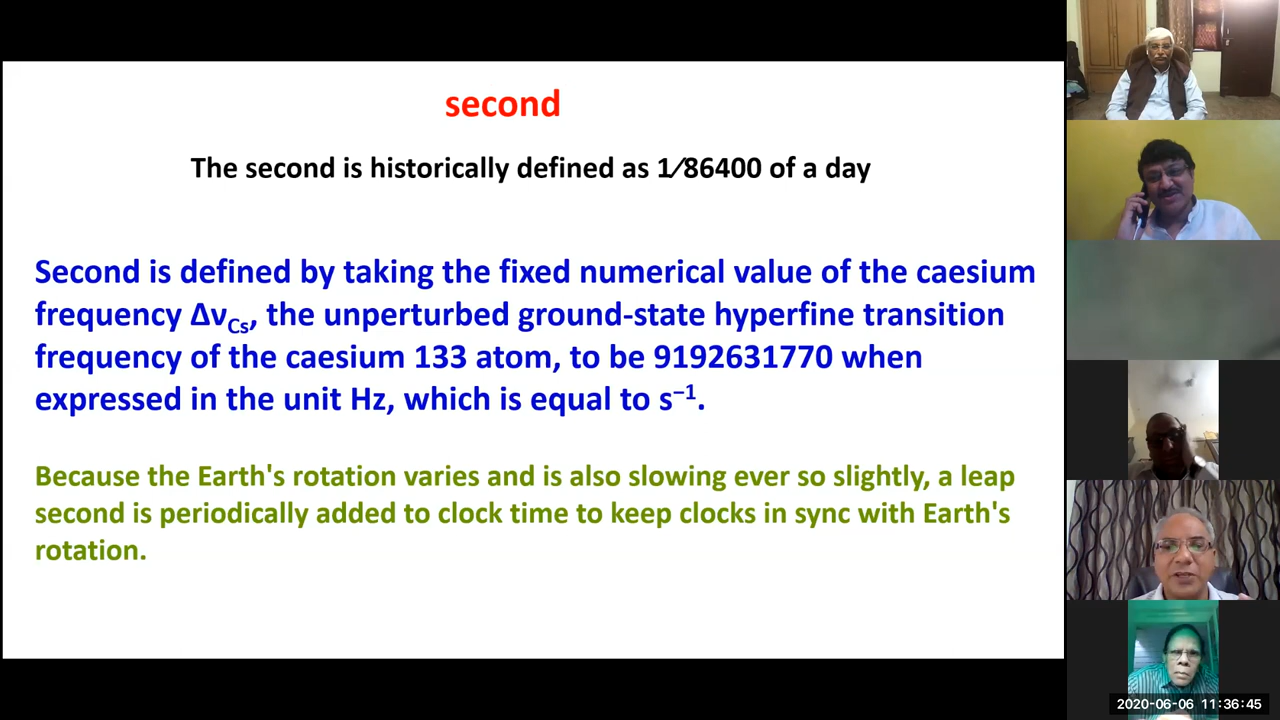 second
The second is historically defined as 1⁄86400 of a day
Second is defined by taking the fixed numerical value of the caesium
frequency Δν_Cs, the unperturbed ground-state hyperfine transition
frequency of the caesium 133 atom, to be 9192631770 when
expressed in the unit Hz, which is equal to s⁻¹.
Because the Earth's rotation varies and is also slowing ever so slightly, a leap
second is periodically added to clock time to keep clocks in sync with Earth's
rotation.
2020-06-06 11:36:45